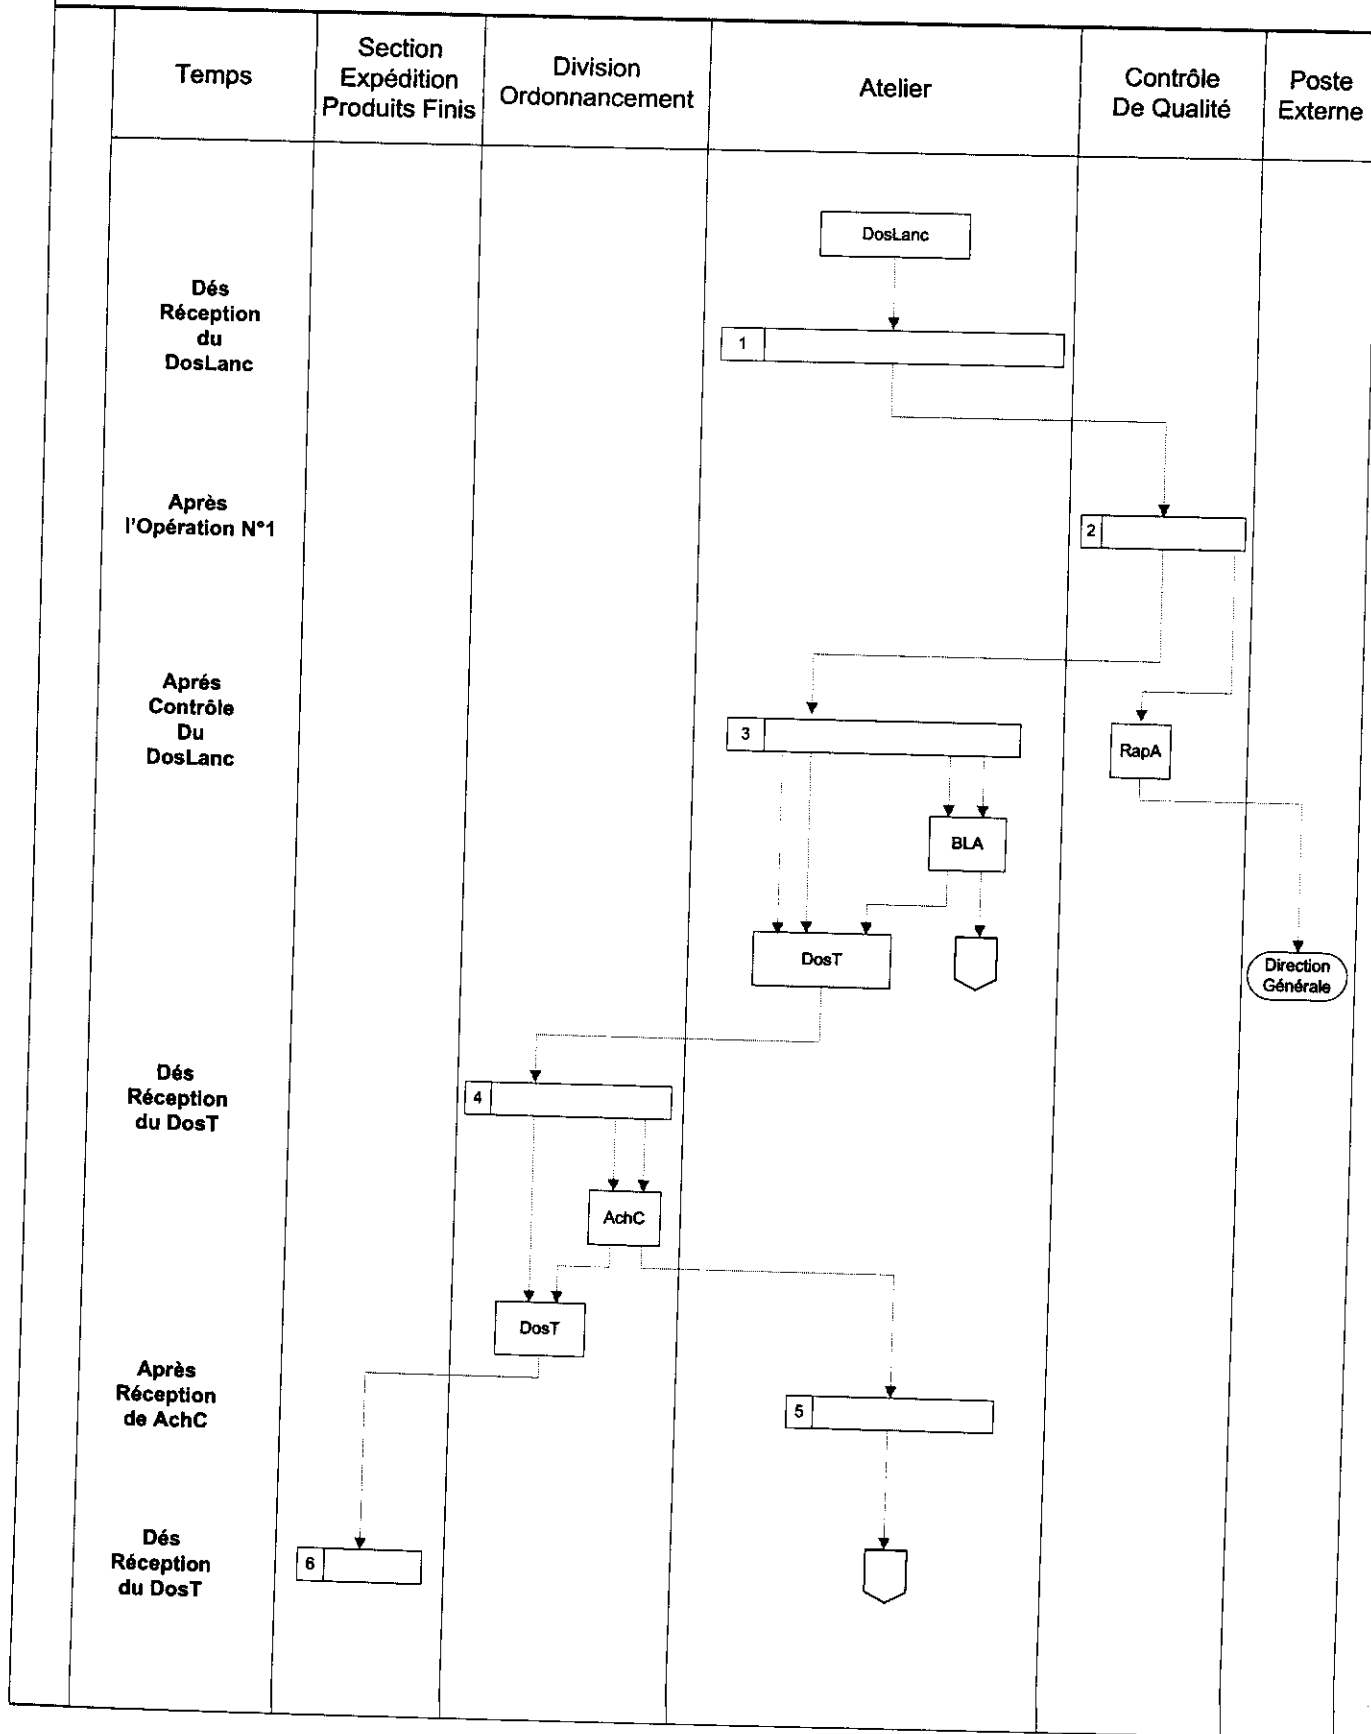 Temps
Section
Expédition
Produits Finis
Division
Ordonnancement
Atelier
Contrôle
De Qualité
Poste
Externe
DosLanc
Dés
Réception
du
DosLanc
1
Après
l'Opération N°1
2
Aprés
Contrôle
Du
DosLanc
3
RapA
BLA
DosT
Direction
Générale
Dés
Réception
du DosT
4
AchC
DosT
Après
Réception
de AchC
5
Dés
Réception
du DosT
6